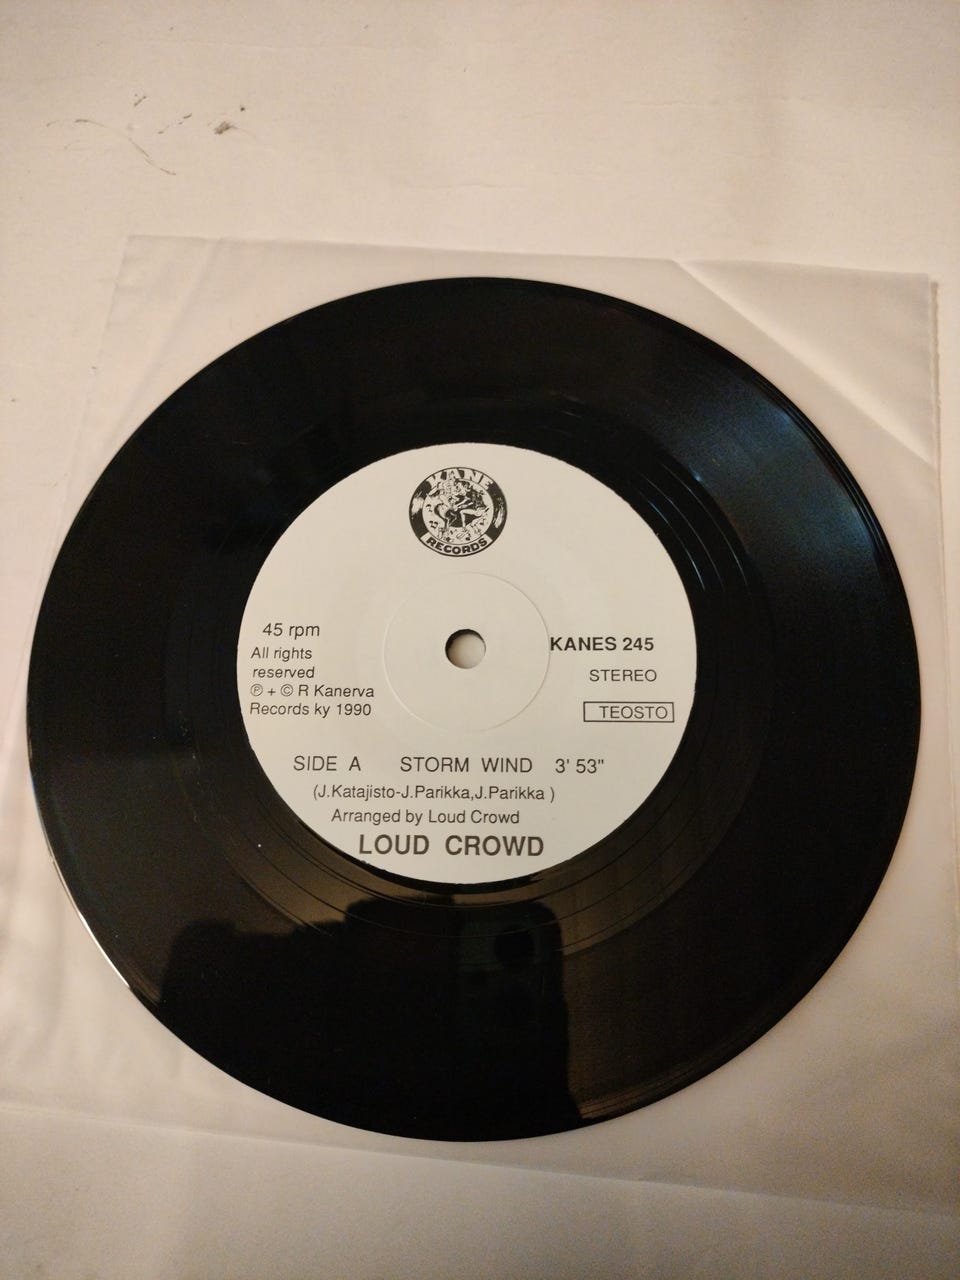 KANE
RECORDS
45 rpm
All rights
reserved
℗ + © R Kanerva
Records ky 1990
KANES 245
STEREO
TEOSTO
SIDE A STORM WIND 3' 53"
(J.Katajisto-J.Parikka,J.Parikka )
Arranged by Loud Crowd
LOUD CROWD